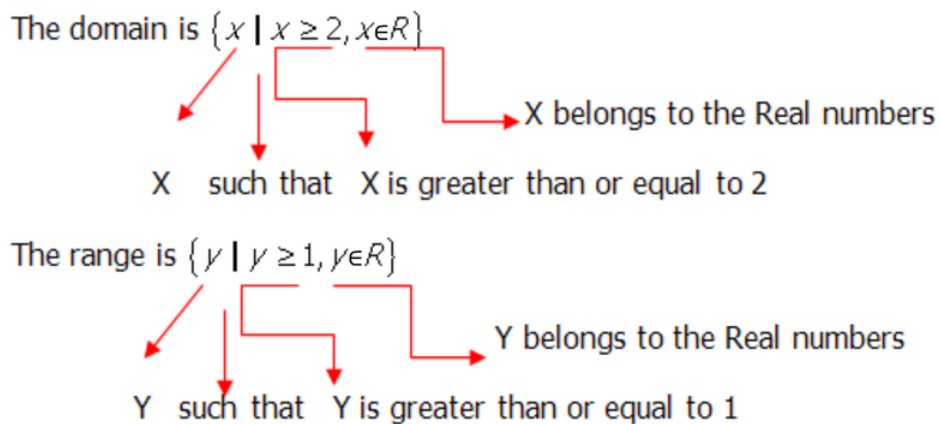 The domain is {x | x ≥ 2, x∈R}
X belongs to the Real numbers
X such that X is greater than or equal to 2
The range is {y | y ≥ 1, y∈R}
Y belongs to the Real numbers
Y such that Y is greater than or equal to 1